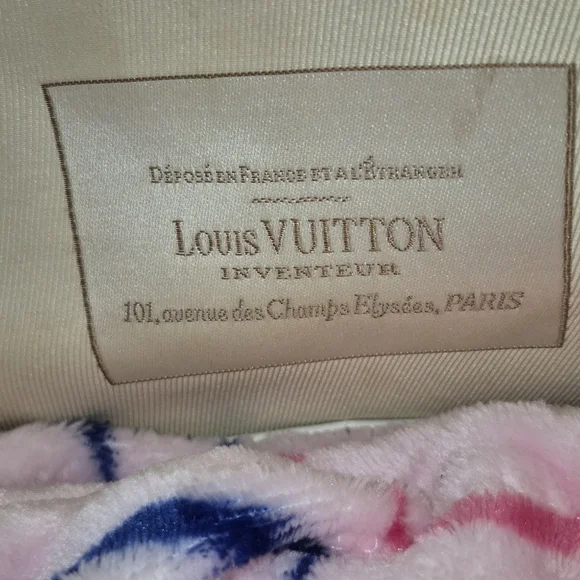 DÉPOSÉ EN FRANCE ET A L'ÉTRANGER
LOUIS VUITTON
INVENTEUR
101, avenue des Champs Elysées, PARIS